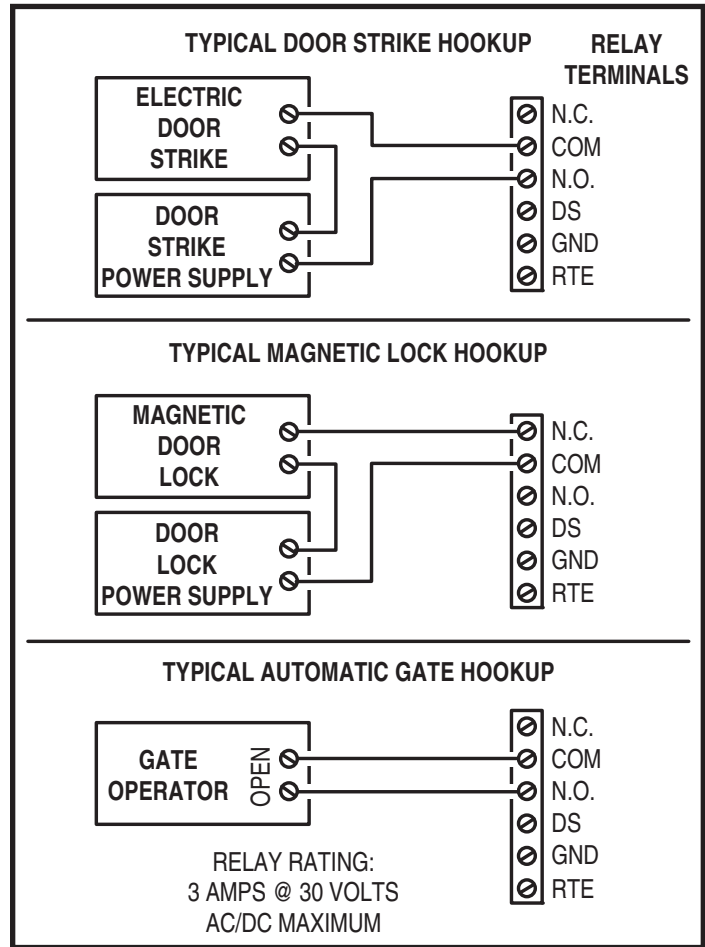 TYPICAL DOOR STRIKE HOOKUP
RELAY
TERMINALS
ELECTRIC
DOOR
STRIKE
DOOR
STRIKE
POWER SUPPLY
N.C.
COM
N.O.
DS
GND
RTE
TYPICAL MAGNETIC LOCK HOOKUP
MAGNETIC
DOOR
LOCK
DOOR
LOCK
POWER SUPPLY
N.C.
COM
N.O.
DS
GND
RTE
TYPICAL AUTOMATIC GATE HOOKUP
GATE
OPERATOR
OPEN
N.C.
COM
N.O.
DS
GND
RTE
RELAY RATING:
3 AMPS @ 30 VOLTS
AC/DC MAXIMUM